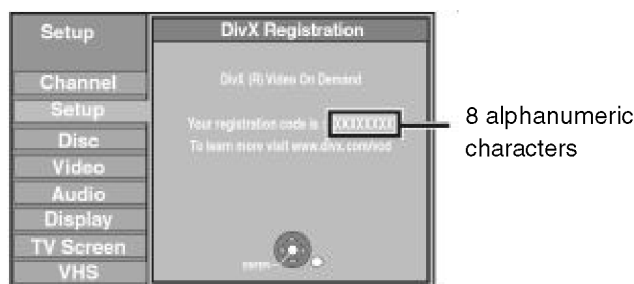 Setup
DivX Registration
Channel
Setup
Disc
Video
Audio
Display
TV Screen
VHS
DivX (R) Video On Demand
Your registration code is : XXXXXXXX
To learn more visit www.divx.com/vod
8 alphanumeric
characters